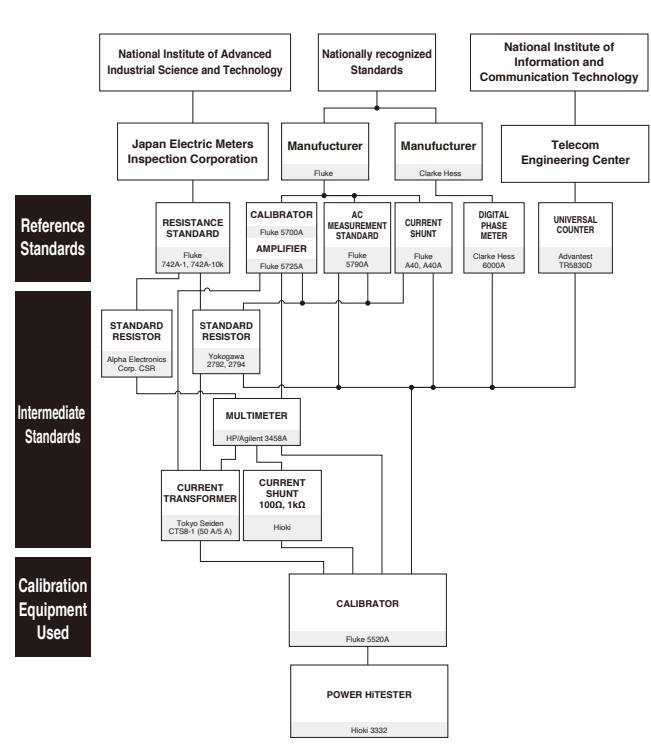 National Institute of Advanced
Industrial Science and Technology
Nationally recognized
Standards
National Institute of
Information and
Communication Technology
Japan Electric Meters
Inspection Corporation
Manufucturer
Fluke
Manufucturer
Clarke Hess
Telecom
Engineering Center
Reference
Standards
RESISTANCE
STANDARD
Fluke
742A-1, 742A-10k
CALIBRATOR
Fluke 5700A
AMPLIFIER
Fluke 5725A
AC
MEASUREMENT
STANDARD
Fluke
5790A
CURRENT
SHUNT
Fluke
A40, A40A
DIGITAL
PHASE
METER
Clarke Hess
6000A
UNIVERSAL
COUNTER
Advantest
TR5830D
Intermediate
Standards
STANDARD
RESISTOR
Alpha Electronics
Corp. CSR
STANDARD
RESISTOR
Yokogawa
2792, 2794
MULTIMETER
HP/Agilent 3458A
CURRENT
TRANSFORMER
Tokyo Seiden
CTS8-1 (50 A/5 A)
CURRENT
SHUNT
100Ω, 1kΩ
Hioki
Calibration
Equipment
Used
CALIBRATOR
Fluke 5520A
POWER HiTESTER
Hioki 3332